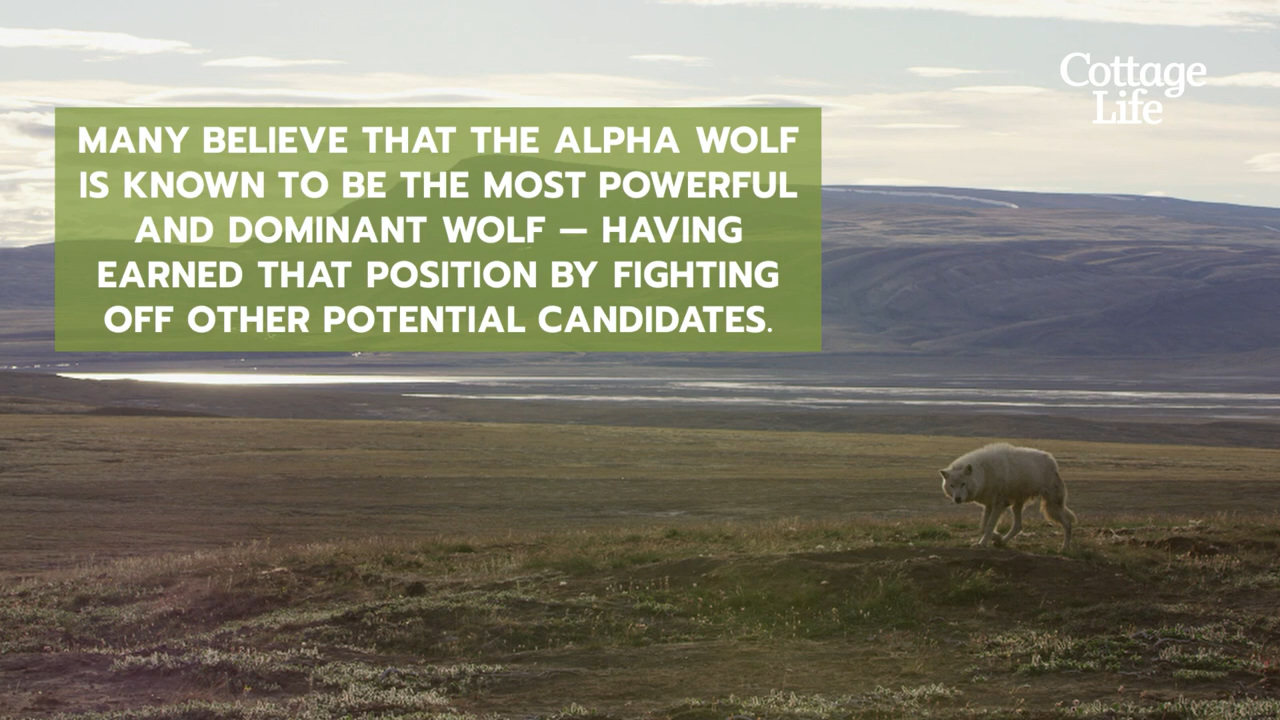 Cottage
Life
MANY BELIEVE THAT THE ALPHA WOLF
IS KNOWN TO BE THE MOST POWERFUL
AND DOMINANT WOLF — HAVING
EARNED THAT POSITION BY FIGHTING
OFF OTHER POTENTIAL CANDIDATES.